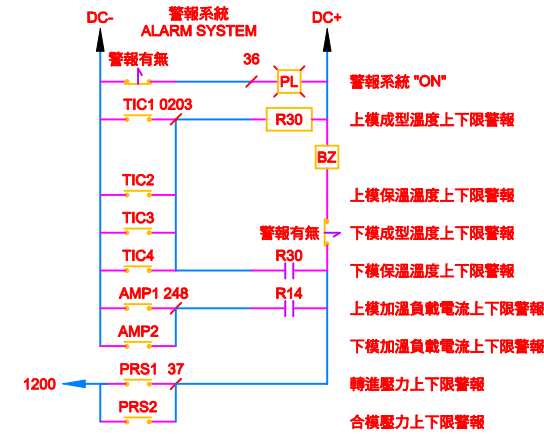 DC- 警報系統 DC+
ALARM SYSTEM
警報有無 36 PL 警報系統 "ON"
TIC1 0203 R30 上模成型溫度上下限警報
BZ
TIC2 上模保溫溫度上下限警報
TIC3 警報有無 下模成型溫度上下限警報
TIC4 R30 下模保溫溫度上下限警報
AMP1 248 R14 上模加溫負載電流上下限警報
AMP2 下模加溫負載電流上下限警報
1200 PRS1 37 轉進壓力上下限警報
PRS2 合模壓力上下限警報